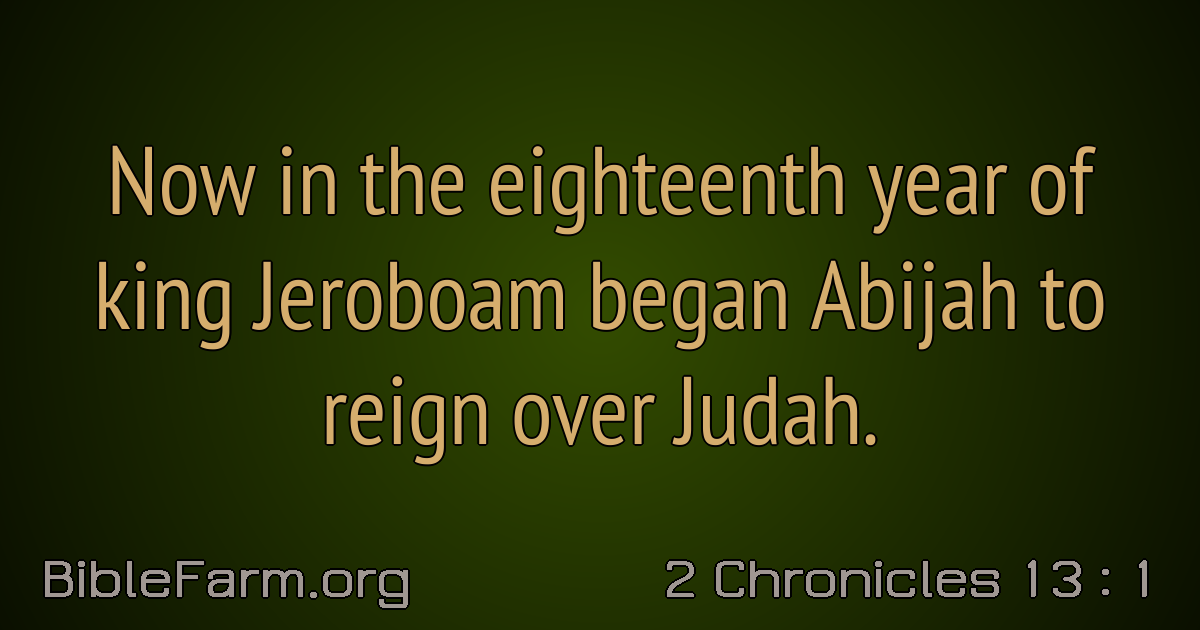 Now in the eighteenth year of
king Jeroboam began Abijah to
reign over Judah.
BibleFarm.org
2 Chronicles 13 : 1